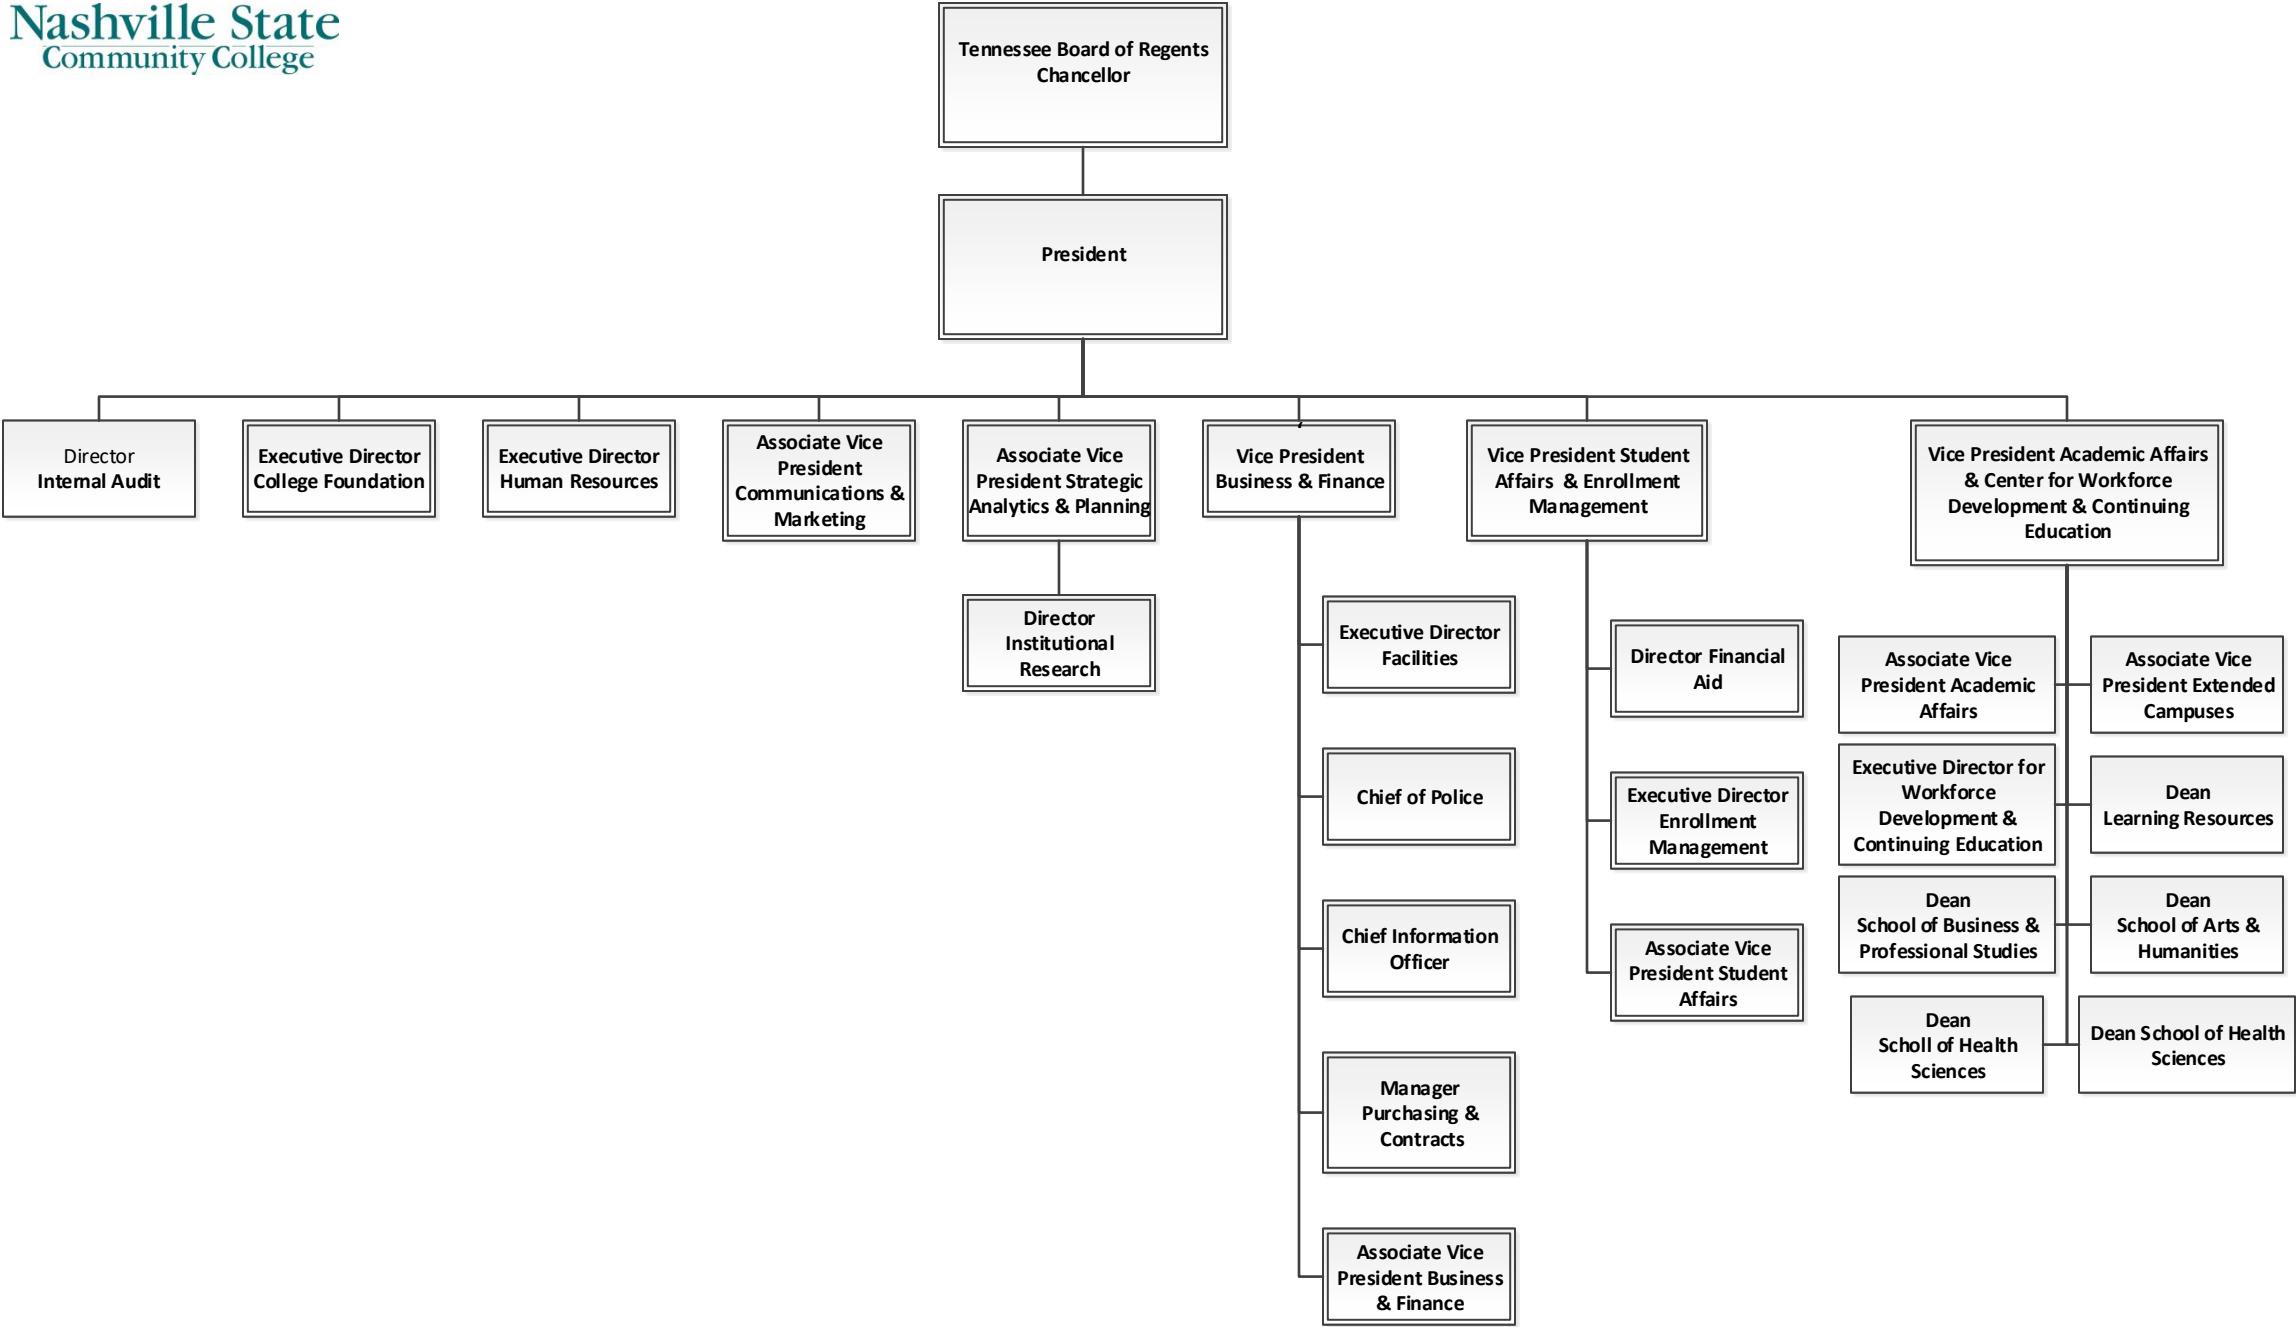 Nashville State
Community College
Tennessee Board of Regents
Chancellor
President
Director
Internal Audit
Executive Director
College Foundation
Executive Director
Human Resources
Associate Vice
President
Communications &
Marketing
Associate Vice
President Strategic
Analytics & Planning
Vice President
Business & Finance
Vice President Student
Affairs & Enrollment
Management
Vice President Academic Affairs
& Center for Workforce
Development & Continuing
Education
Director
Institutional
Research
Executive Director
Facilities
Chief of Police
Chief Information
Officer
Manager
Purchasing &
Contracts
Associate Vice
President Business
& Finance
Director Financial
Aid
Executive Director
Enrollment
Management
Associate Vice
President Student
Affairs
Associate Vice
President Academic
Affairs
Associate Vice
President Extended
Campuses
Executive Director for
Workforce
Development &
Continuing Education
Dean
Learning Resources
Dean
School of Business &
Professional Studies
Dean
School of Arts &
Humanities
Dean
Scholl of Health
Sciences
Dean School of Health
Sciences